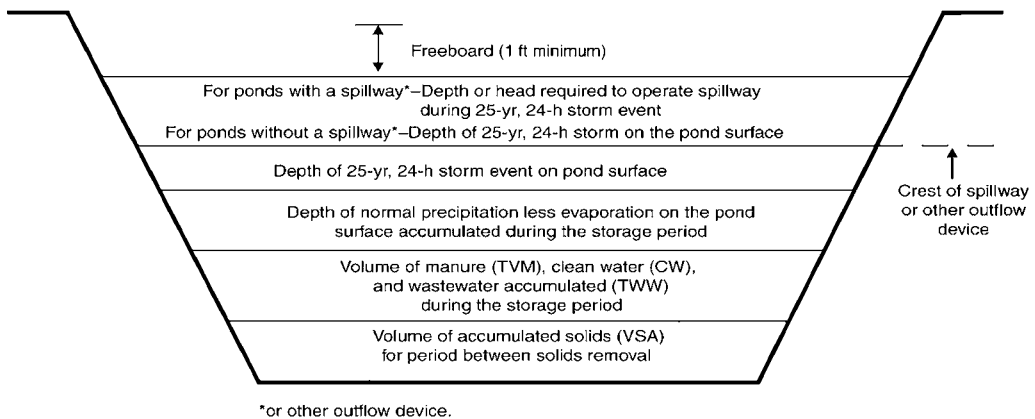 Freeboard (1 ft minimum)
For ponds with a spillway*–Depth or head required to operate spillway
during 25-yr, 24-h storm event
For ponds without a spillway*–Depth of 25-yr, 24-h storm on the pond surface
Depth of 25-yr, 24-h storm event on pond surface
Crest of spillway
or other outflow
device
Depth of normal precipitation less evaporation on the pond
surface accumulated during the storage period
Volume of manure (TVM), clean water (CW),
and wastewater accumulated (TWW)
during the storage period
Volume of accumulated solids (VSA)
for period between solids removal
*or other outflow device.